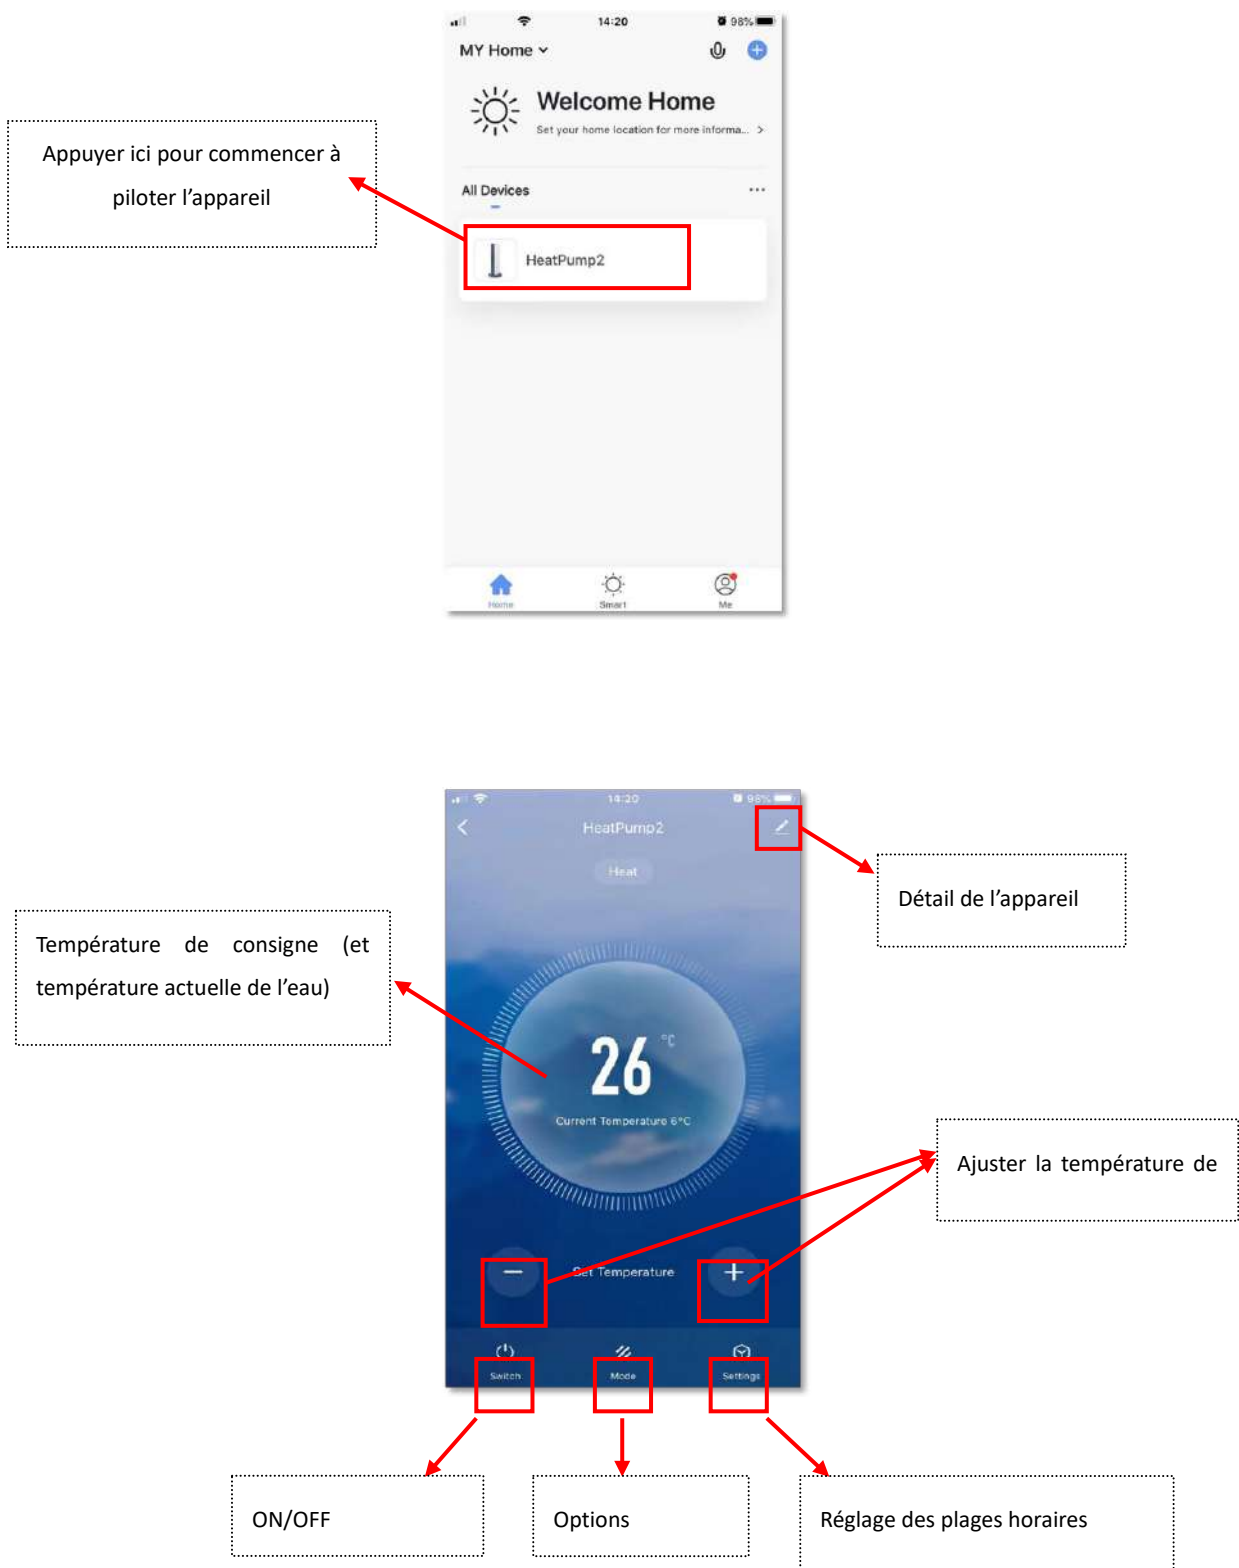 14:20
98%
MY Home
Welcome Home
Set your home location for more informa...
Appuyer ici pour commencer à
piloter l'appareil
All Devices
HeatPump2
Home
Smart
Me
14:20
98%
HeatPump2
Heat
Détail de l'appareil
Température de consigne (et
température actuelle de l'eau)
26 °C
Current Temperature 6°C
Ajuster la température de
Set Temperature
Switch
Mode
Settings
ON/OFF
Options
Réglage des plages horaires